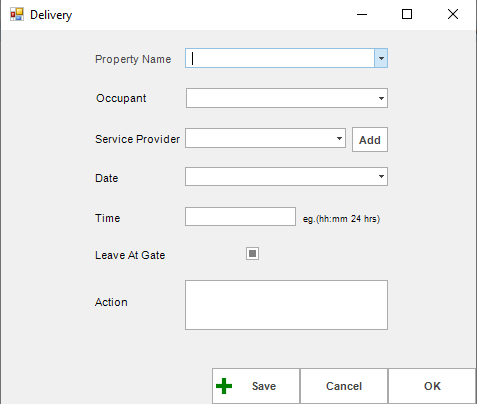 Delivery
Property Name
Occupant
Service Provider
Add
Date
Time
eg.(hh:mm 24 hrs)
Leave At Gate
Action
Save
Cancel
OK